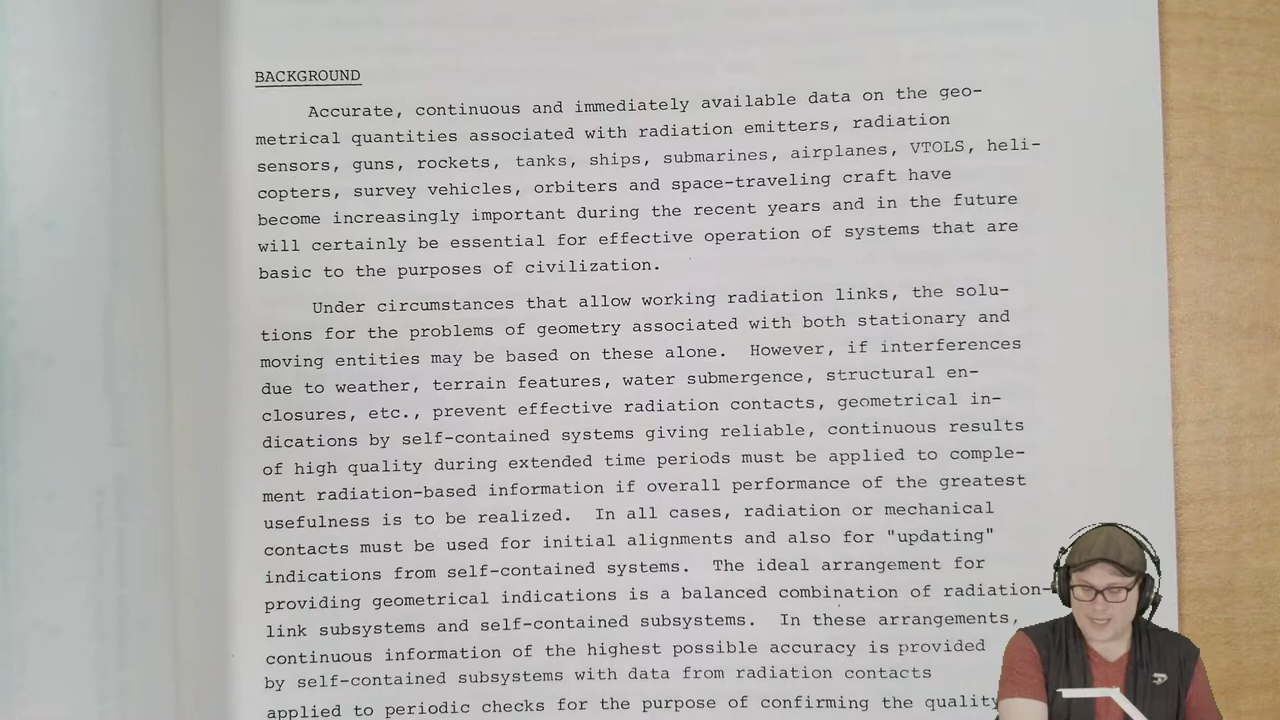 BACKGROUND
Accurate, continuous and immediately available data on the geo-
metrical quantities associated with radiation emitters, radiation
sensors, guns, rockets, tanks, ships, submarines, airplanes, VTOLS, heli-
copters, survey vehicles, orbiters and space-traveling craft have
become increasingly important during the recent years and in the future
will certainly be essential for effective operation of systems that are
basic to the purposes of civilization.
Under circumstances that allow working radiation links, the solu-
tions for the problems of geometry associated with both stationary and
moving entities may be based on these alone. However, if interferences
due to weather, terrain features, water submergence, structural en-
closures, etc., prevent effective radiation contacts, geometrical in-
dications by self-contained systems giving reliable, continuous results
of high quality during extended time periods must be applied to comple-
ment radiation-based information if overall performance of the greatest
usefulness is to be realized. In all cases, radiation or mechanical
contacts must be used for initial alignments and also for "updating"
indications from self-contained systems. The ideal arrangement for
providing geometrical indications is a balanced combination of radiation-
link subsystems and self-contained subsystems. In these arrangements,
continuous information of the highest possible accuracy is provided
by self-contained subsystems with data from radiation contacts
applied to periodic checks for the purpose of confirming the quality